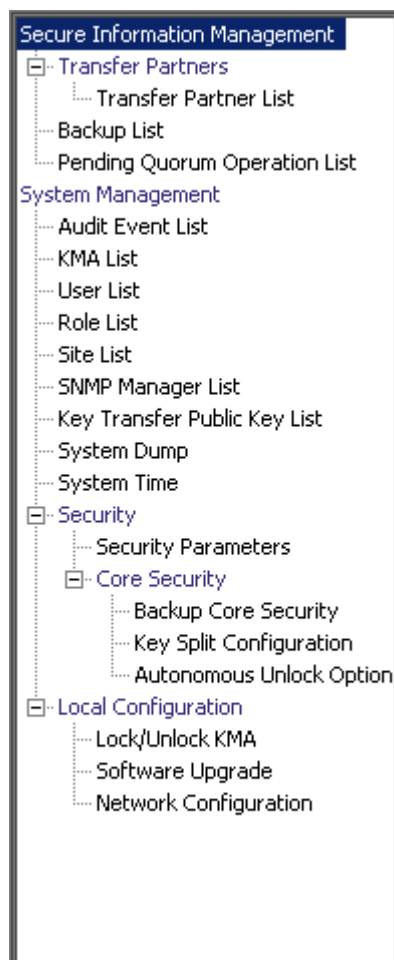 Secure Information Management
Transfer Partners
Transfer Partner List
Backup List
Pending Quorum Operation List
System Management
Audit Event List
KMA List
User List
Role List
Site List
SNMP Manager List
Key Transfer Public Key List
System Dump
System Time
Security
Security Parameters
Core Security
Backup Core Security
Key Split Configuration
Autonomous Unlock Option
Local Configuration
Lock/Unlock KMA
Software Upgrade
Network Configuration